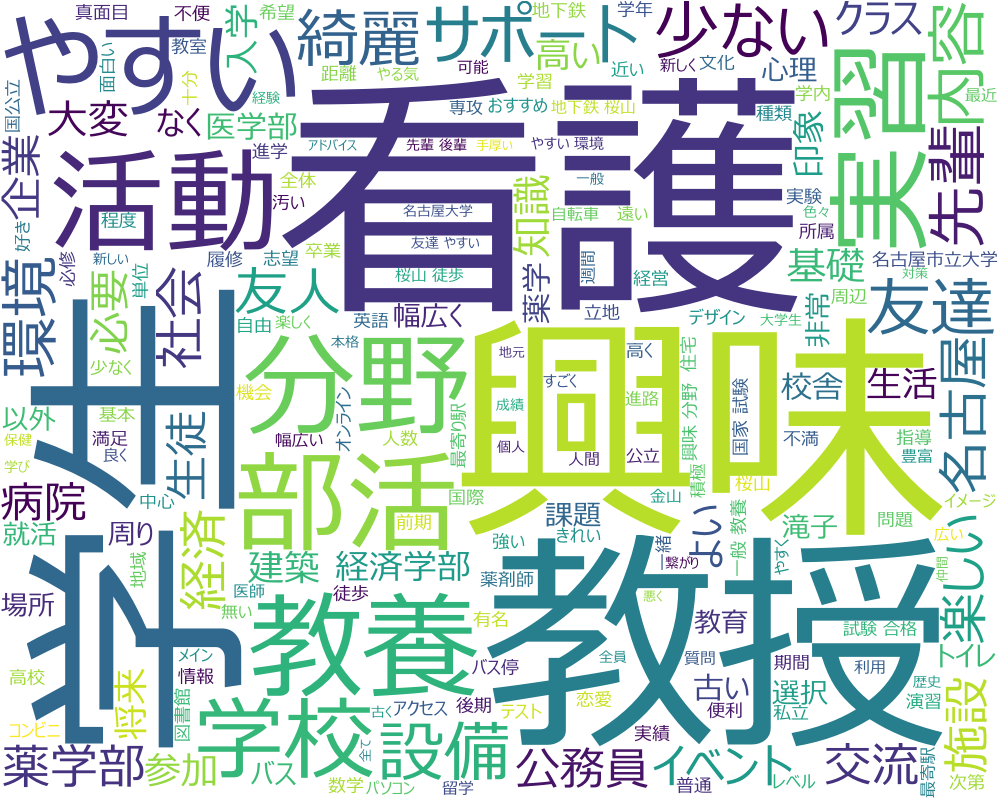 看護
興味
教授
学生
やすい
活動
実習
分野
部活
教養
学校
設備
綺麗
サポート
少ない
クラス
内容
高い
心理
大変
なく
医学部
入学
真面目
不便
教室
面白い
十分
国公立
希望
地下鉄
学年
距離
やる気
近い
可能
新しく
文化
学習
専攻
おすすめ
地下鉄 桜山
学内
種類
最近
経験
進学
アドバイス
先輩 後輩
手厚い
やすい 環境
印象
先輩
企業
好き
程度
全体
汚い
名古屋大学
一般
知識
自転車
遠い
実験
色々
所属
環境
必修
新しい
単位
履修
志望
卒業
友達 やすい
桜山 徒歩
薬学
週間
経営
基礎
名古屋市立大学
対策
必要
社会
友人
自由
楽しく
英語
幅広く
立地
デザイン
非常
周辺
大学生
友達
少なく
本格
地元
高く
すごく
住宅
以外
基本
機会
オンライン
成績
進路
興味 分野
国家 試験
校舎
生活
名古屋
保健
満足
良く
生徒
幅広い
人数
最寄り駅
個人
人間
公立
積極
不満
指導
豊富
学び
病院
中心
国際
前期
課題
金山
桜山
イメージ
就活
周り
経済
建築
経済学部
強い
きれい
一緒
繋がり
よい
一般 教養
滝子
やすく
問題
広い
楽しい
仲間
場所
地域
医師
無い
徒歩
薬剤師
有名
悪く
教育
試験 合格
トイレ
高校
将来
メイン
情報
バス停
全員
質問
期間
利用
歴史
コンビニ
図書館
古く
アクセス
後期
テスト
恋愛
古い
便利
選択
私立
演習
施設
薬学部
参加
バス
全て
数学
パソコン
留学
実績
公務員
イベント
普通
レベル
交流
最寄駅
次第